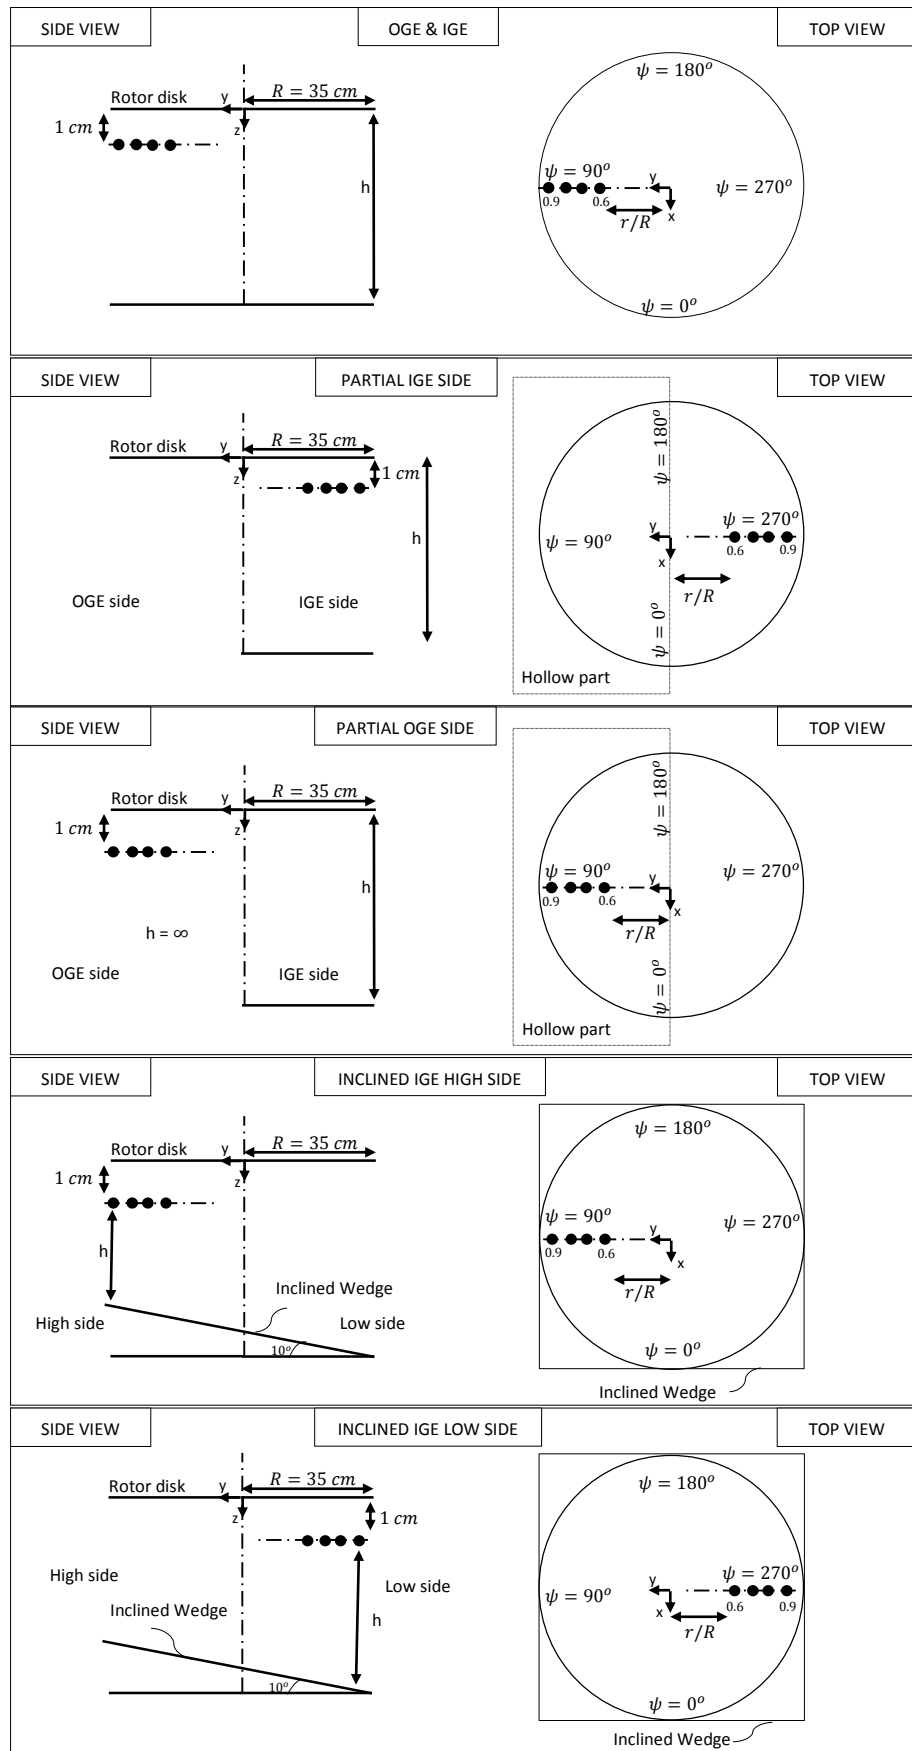 SIDE VIEW
OGE & IGE
TOP VIEW
Rotor disk
y
R = 35 cm
1 cm
z
h
ψ = 180°
ψ = 90°
y
ψ = 270°
0.9
0.6
r/R
x
ψ = 0°
SIDE VIEW
PARTIAL IGE SIDE
TOP VIEW
Rotor disk
y
R = 35 cm
z
1 cm
h
OGE side
IGE side
ψ = 180°
ψ = 90°
y
ψ = 270°
x
0.6
0.9
r/R
ψ = 0°
Hollow part
SIDE VIEW
PARTIAL OGE SIDE
TOP VIEW
Rotor disk
y
R = 35 cm
1 cm
z
h
h = ∞
OGE side
IGE side
ψ = 180°
ψ = 90°
y
ψ = 270°
0.9
0.6
x
r/R
ψ = 0°
Hollow part
SIDE VIEW
INCLINED IGE HIGH SIDE
TOP VIEW
Rotor disk
y
R = 35 cm
1 cm
z
h
Inclined Wedge
High side
Low side
10°
ψ = 180°
ψ = 90°
y
ψ = 270°
0.9
0.6
x
r/R
ψ = 0°
Inclined Wedge
SIDE VIEW
INCLINED IGE LOW SIDE
TOP VIEW
Rotor disk
y
R = 35 cm
z
1 cm
High side
Low side
Inclined Wedge
h
10°
ψ = 180°
ψ = 90°
y
ψ = 270°
x
0.6
0.9
r/R
ψ = 0°
Inclined Wedge